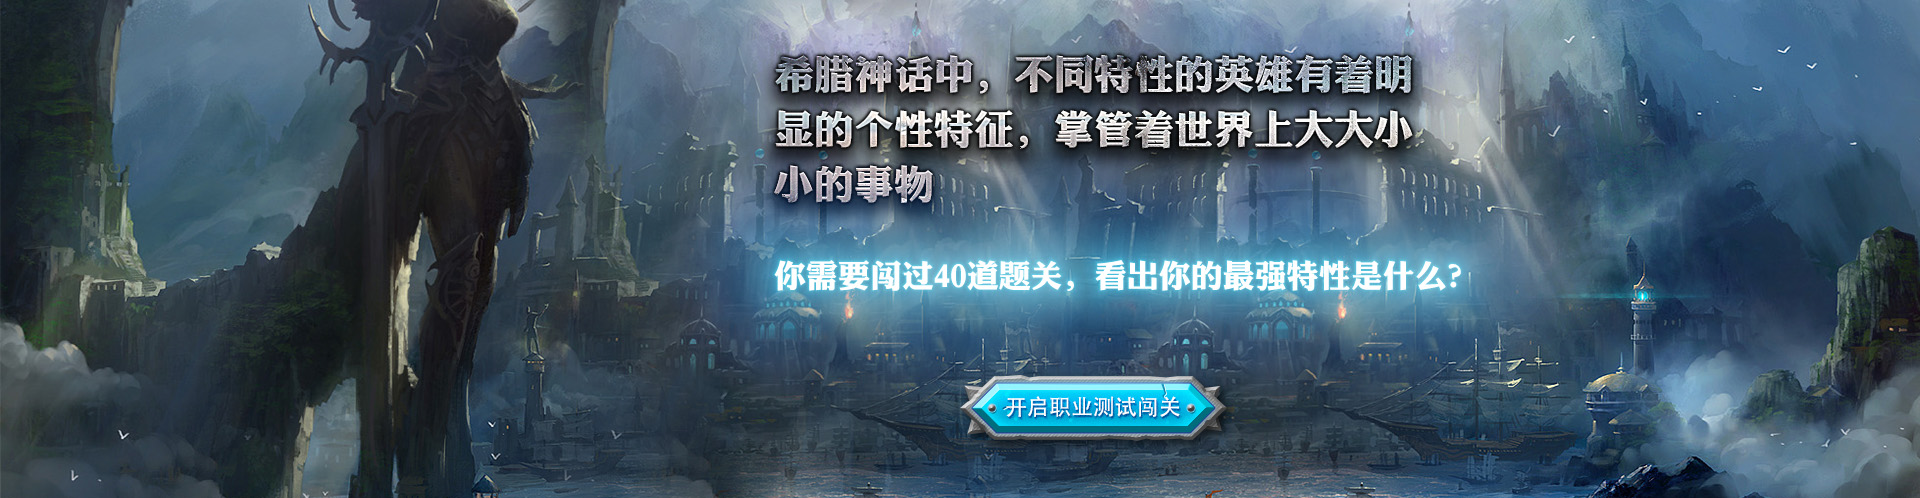 希腊神话中，不同特性的英雄有着明
显的个性特征，掌管着世界上大大小
小的事物
你需要闯过40道题关，看出你的最强特性是什么?
开启职业测试闯关